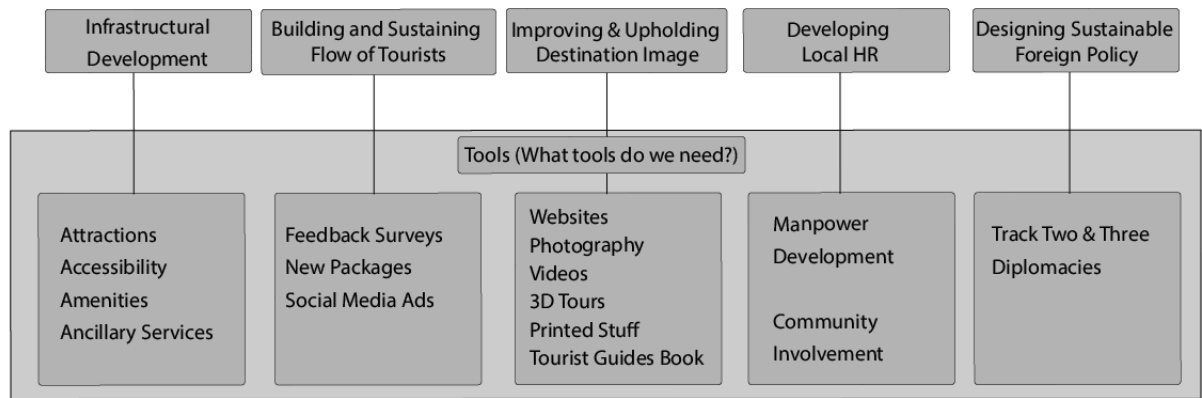 Infrastructural
Development
Building and Sustaining
Flow of Tourists
Improving & Upholding
Destination Image
Developing
Local HR
Designing Sustainable
Foreign Policy
Tools (What tools do we need?)
Attractions
Accessibility
Amenities
Ancillary Services
Feedback Surveys
New Packages
Social Media Ads
Websites
Photography
Videos
3D Tours
Printed Stuff
Tourist Guides Book
Manpower
Development
Community
Involvement
Track Two & Three
Diplomacies